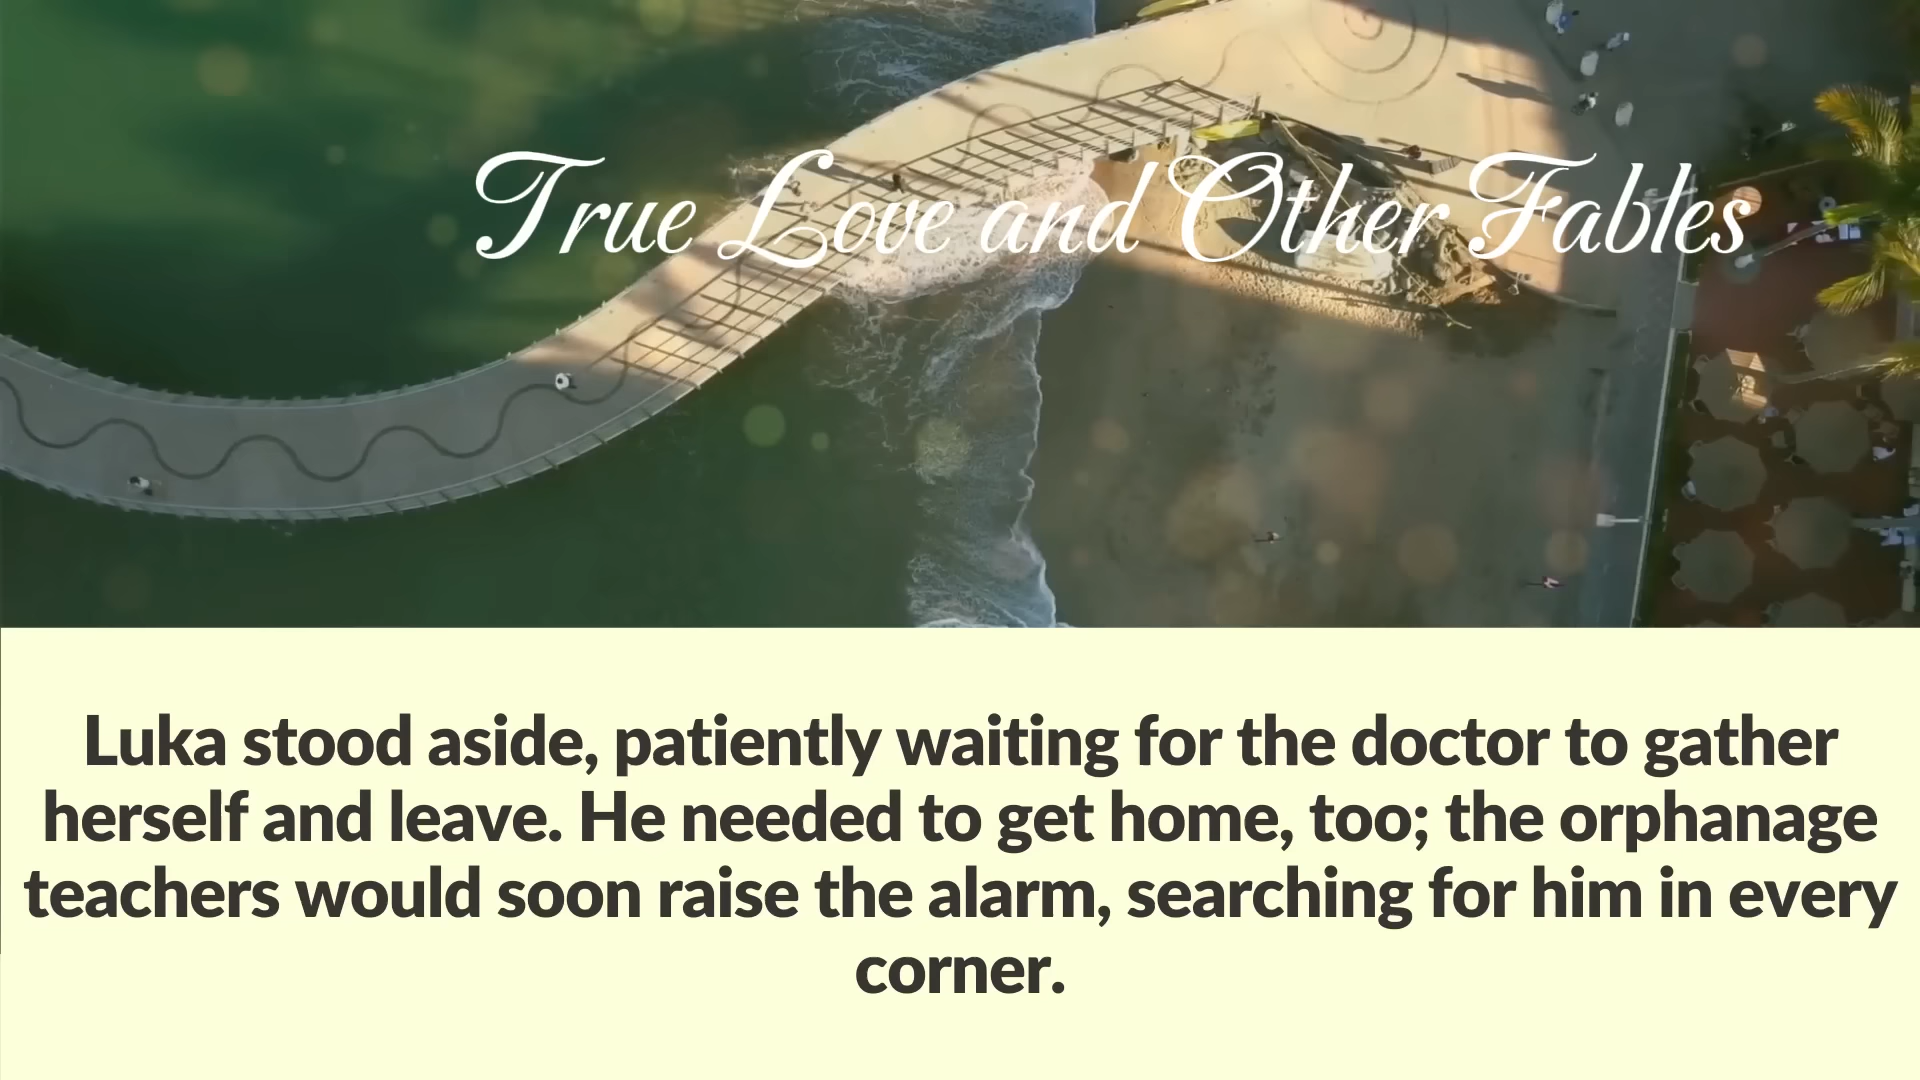 True Love and Other Fables
Luka stood aside, patiently waiting for the doctor to gather
herself and leave. He needed to get home, too; the orphanage
teachers would soon raise the alarm, searching for him in every
corner.